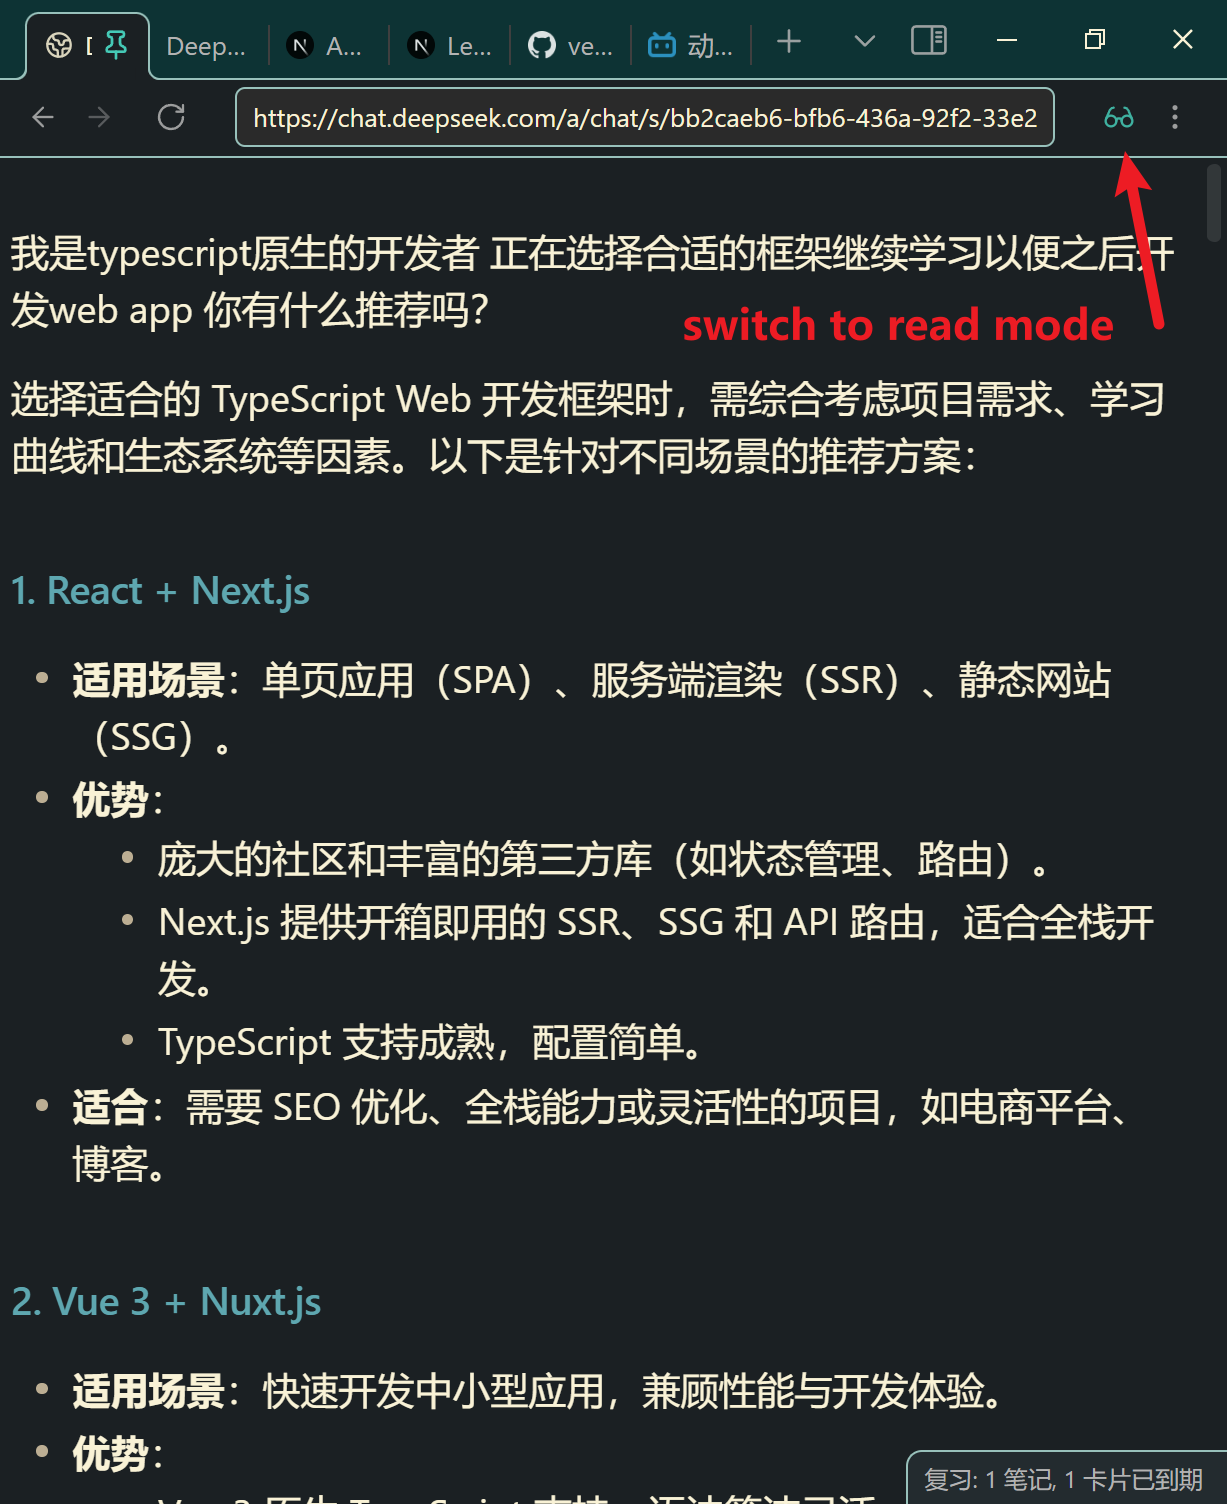 Deep...
A...
Le...
ve...
动...
https://chat.deepseek.com/a/chat/s/bb2caeb6-bfb6-436a-92f2-33e2
我是typescript原生的开发者 正在选择合适的框架继续学习以便之后开
发web app 你有什么推荐吗?
switch to read mode
选择适合的 TypeScript Web 开发框架时，需综合考虑项目需求、学习
曲线和生态系统等因素。以下是针对不同场景的推荐方案：
1. React + Next.js
适用场景：单页应用（SPA）、服务端渲染（SSR）、静态网站
（SSG）。
优势：
庞大的社区和丰富的第三方库（如状态管理、路由）。
Next.js 提供开箱即用的 SSR、SSG 和 API 路由，适合全栈开
发。
TypeScript 支持成熟，配置简单。
适合：需要 SEO 优化、全栈能力或灵活性的项目，如电商平台、
博客。
2. Vue 3 + Nuxt.js
适用场景：快速开发中小型应用，兼顾性能与开发体验。
优势：
复习: 1 笔记, 1 卡片已到期